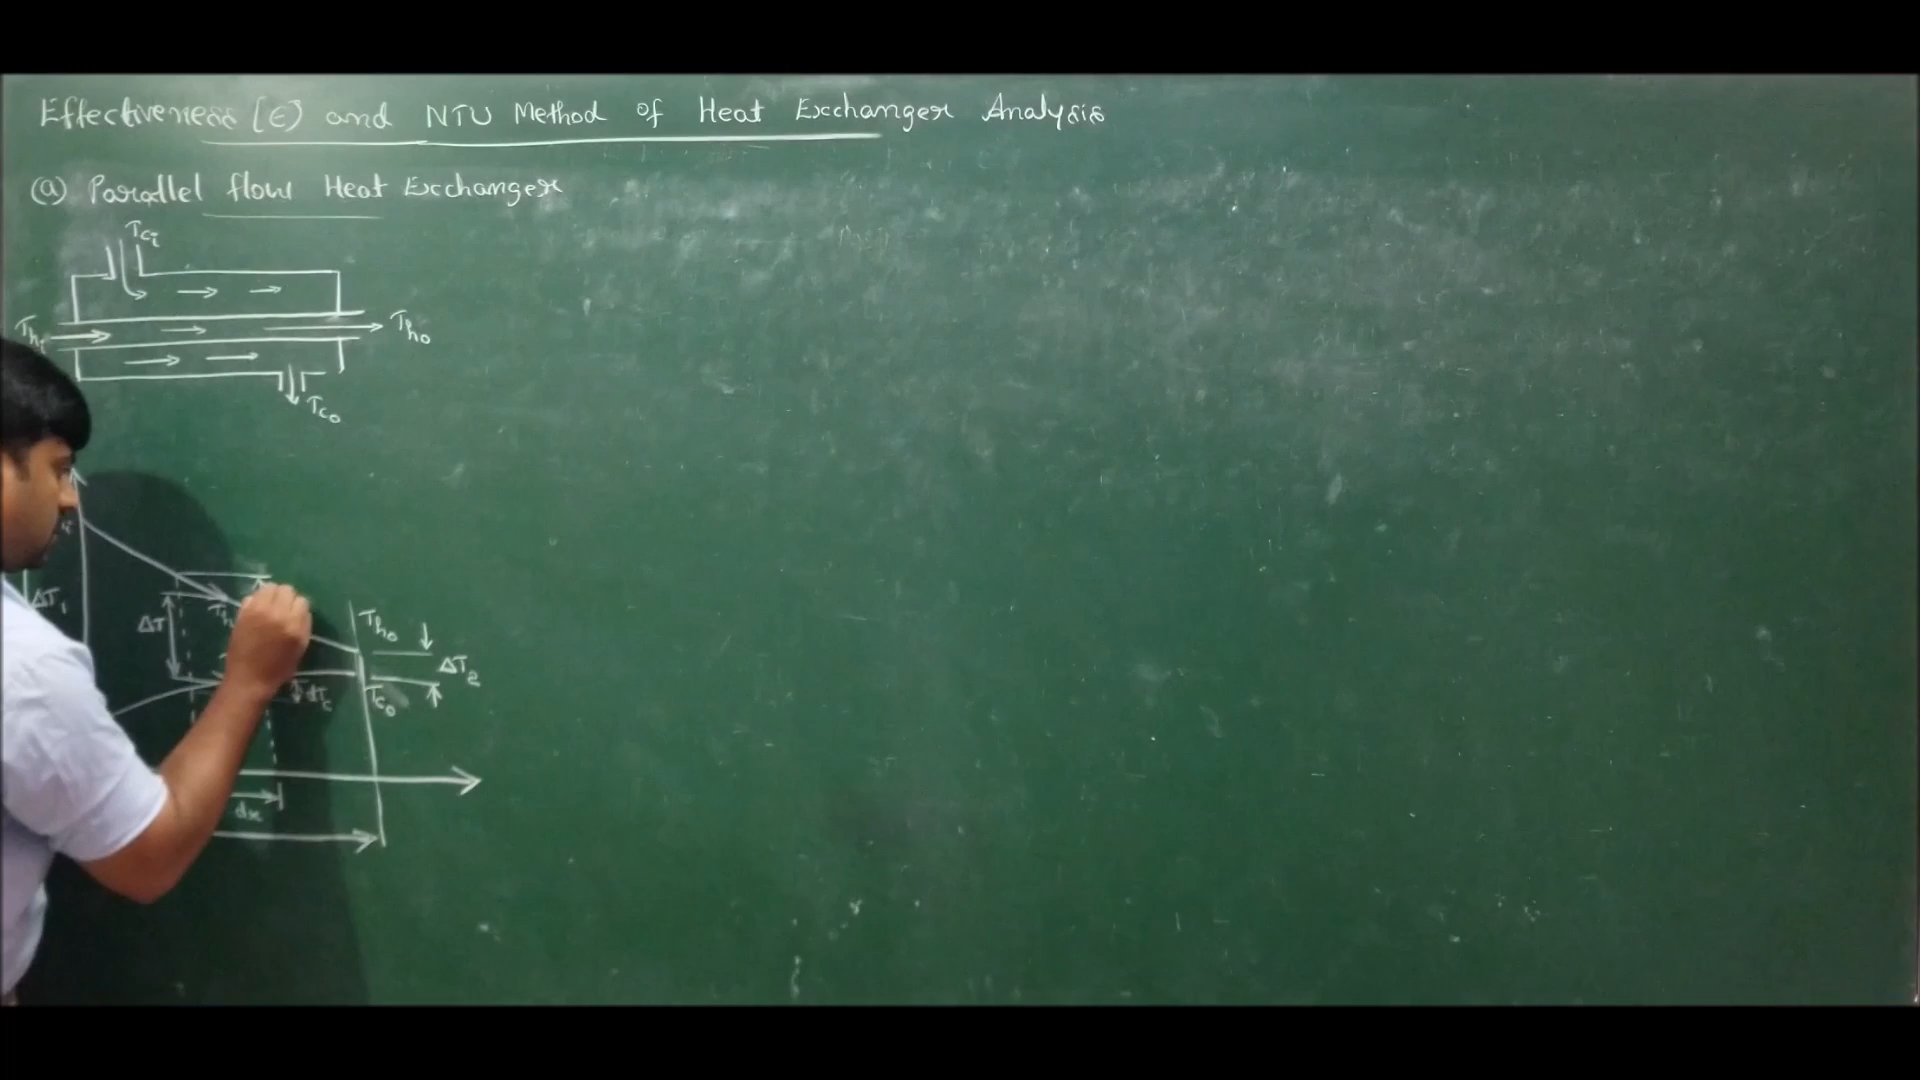 Effectiveness [ϵ] and NTU Method of Heat Exchanger Analysis
(a) Parallel flow Heat Exchanger
Tci
Thi
Tho
Tco
ΔT1
ΔT
Th
Tho
ΔT2
dTc
Tco
dx